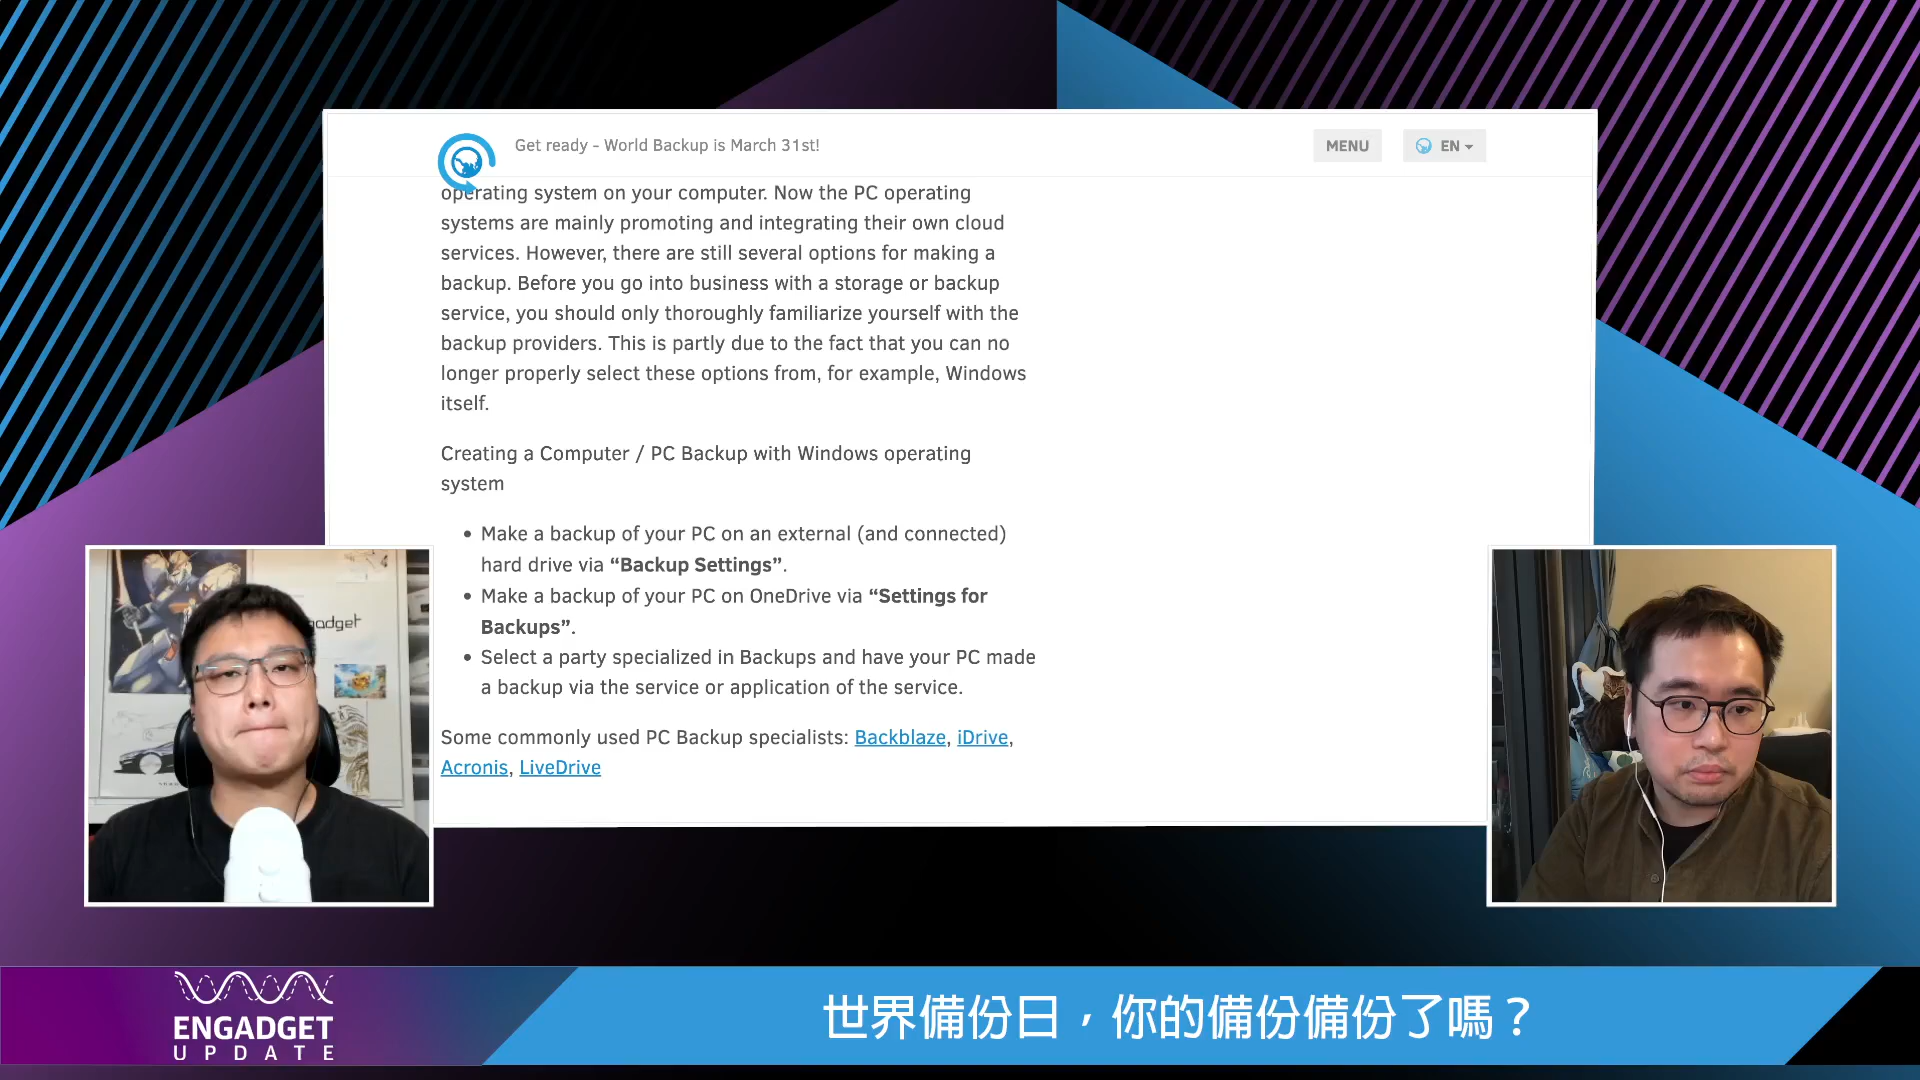 Get ready - World Backup is March 31st!
MENU
EN
operating system on your computer. Now the PC operating
systems are mainly promoting and integrating their own cloud
services. However, there are still several options for making a
backup. Before you go into business with a storage or backup
service, you should only thoroughly familiarize yourself with the
backup providers. This is partly due to the fact that you can no
longer properly select these options from, for example, Windows
itself.
Creating a Computer / PC Backup with Windows operating
system
• Make a backup of your PC on an external (and connected)
hard drive via “Backup Settings”.
• Make a backup of your PC on OneDrive via “Settings for
Backups”.
• Select a party specialized in Backups and have your PC made
a backup via the service or application of the service.
Some commonly used PC Backup specialists: Backblaze, iDrive,
Acronis, LiveDrive
adget
ENGADGET
UPDATE
世界備份日，你的備份備份了嗎？